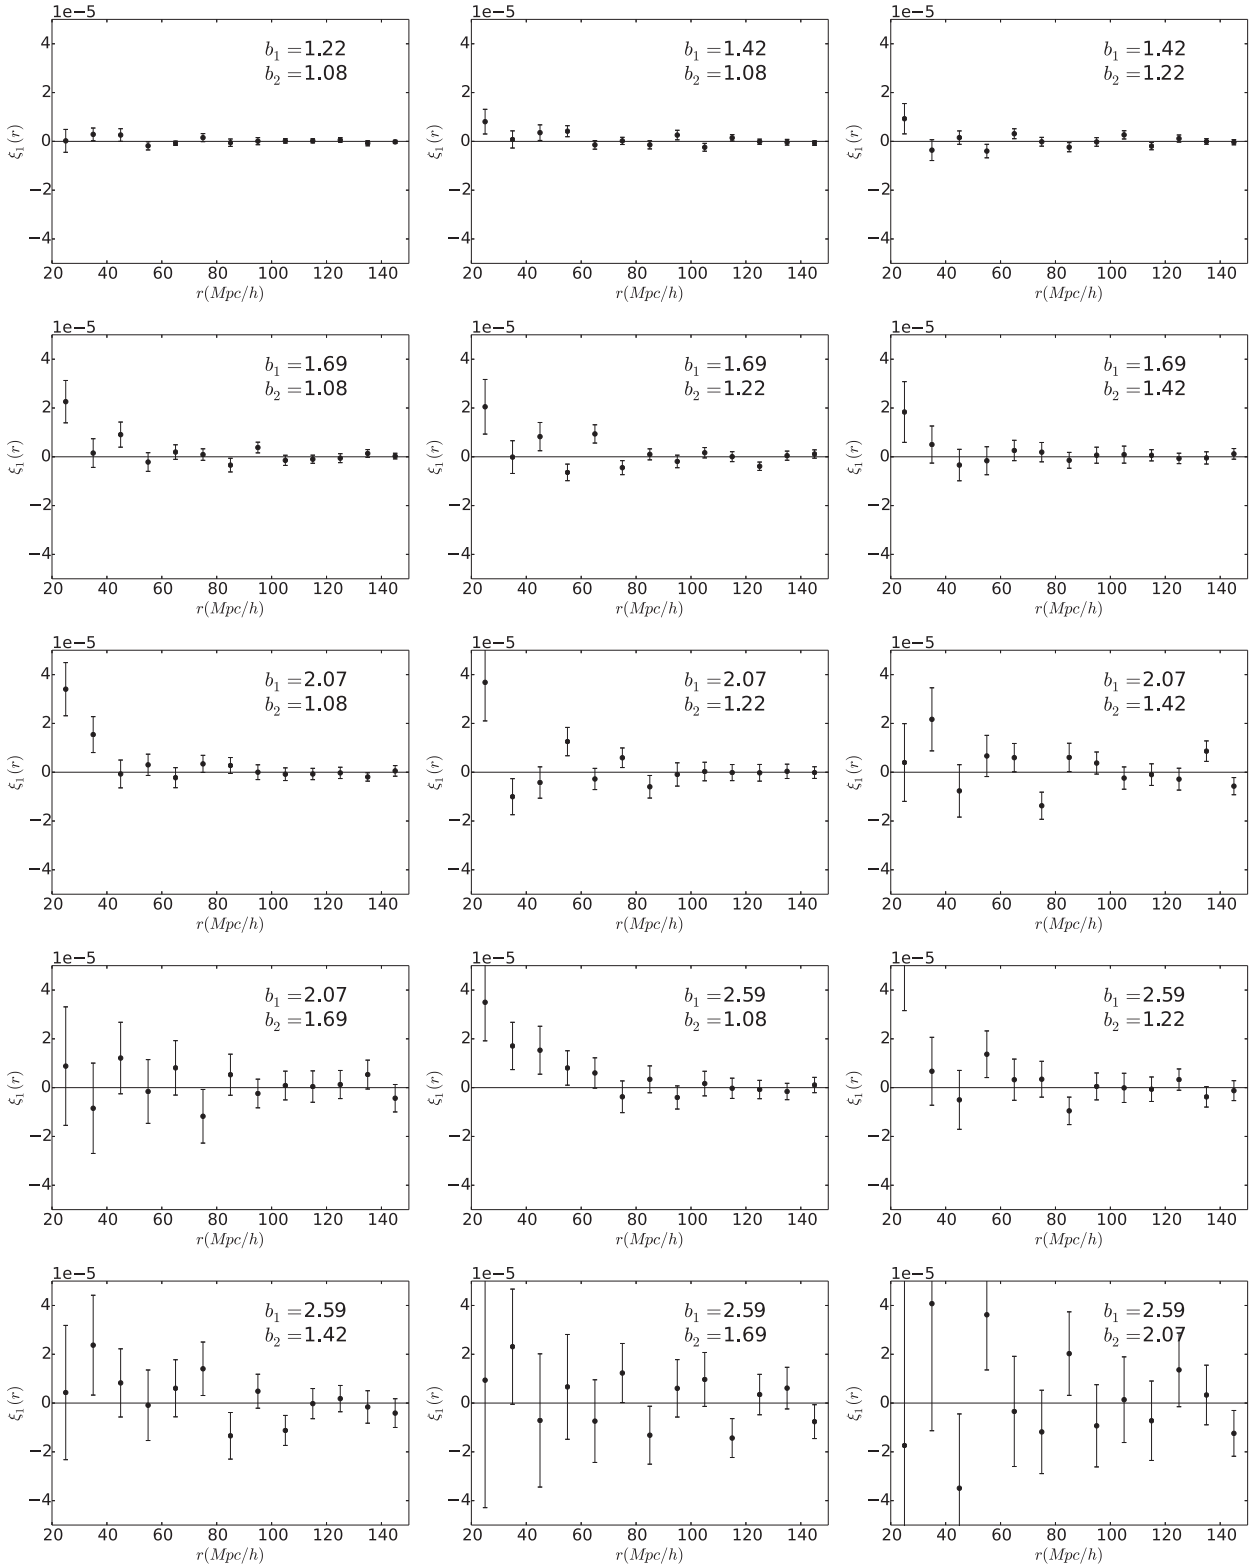 1e−5 1e−5 1e−5
4 4 4
b₁ =1.22 b₁ =1.42 b₁ =1.42
b₂ =1.08 b₂ =1.08 b₂ =1.22
2 2 2
ξ₁(r) ξ₁(r) ξ₁(r)
0 0 0
−2 −2 −2
−4 −4 −4
20 40 60 80 100 120 140 20 40 60 80 100 120 140 20 40 60 80 100 120 140
r(Mpc/h) r(Mpc/h) r(Mpc/h)
1e−5 1e−5 1e−5
4 4 4
b₁ =1.69 b₁ =1.69 b₁ =1.69
b₂ =1.08 b₂ =1.22 b₂ =1.42
2 2 2
ξ₁(r) ξ₁(r) ξ₁(r)
0 0 0
−2 −2 −2
−4 −4 −4
20 40 60 80 100 120 140 20 40 60 80 100 120 140 20 40 60 80 100 120 140
r(Mpc/h) r(Mpc/h) r(Mpc/h)
1e−5 1e−5 1e−5
4 4 4
b₁ =2.07 b₁ =2.07 b₁ =2.07
b₂ =1.08 b₂ =1.22 b₂ =1.42
2 2 2
ξ₁(r) ξ₁(r) ξ₁(r)
0 0 0
−2 −2 −2
−4 −4 −4
20 40 60 80 100 120 140 20 40 60 80 100 120 140 20 40 60 80 100 120 140
r(Mpc/h) r(Mpc/h) r(Mpc/h)
1e−5 1e−5 1e−5
4 4 4
b₁ =2.07 b₁ =2.59 b₁ =2.59
b₂ =1.69 b₂ =1.08 b₂ =1.22
2 2 2
ξ₁(r) ξ₁(r) ξ₁(r)
0 0 0
−2 −2 −2
−4 −4 −4
20 40 60 80 100 120 140 20 40 60 80 100 120 140 20 40 60 80 100 120 140
r(Mpc/h) r(Mpc/h) r(Mpc/h)
1e−5 1e−5 1e−5
4 4 4
b₁ =2.59 b₁ =2.59 b₁ =2.59
b₂ =1.42 b₂ =1.69 b₂ =2.07
2 2 2
ξ₁(r) ξ₁(r) ξ₁(r)
0 0 0
−2 −2 −2
−4 −4 −4
20 40 60 80 100 120 140 20 40 60 80 100 120 140 20 40 60 80 100 120 140
r(Mpc/h) r(Mpc/h) r(Mpc/h)